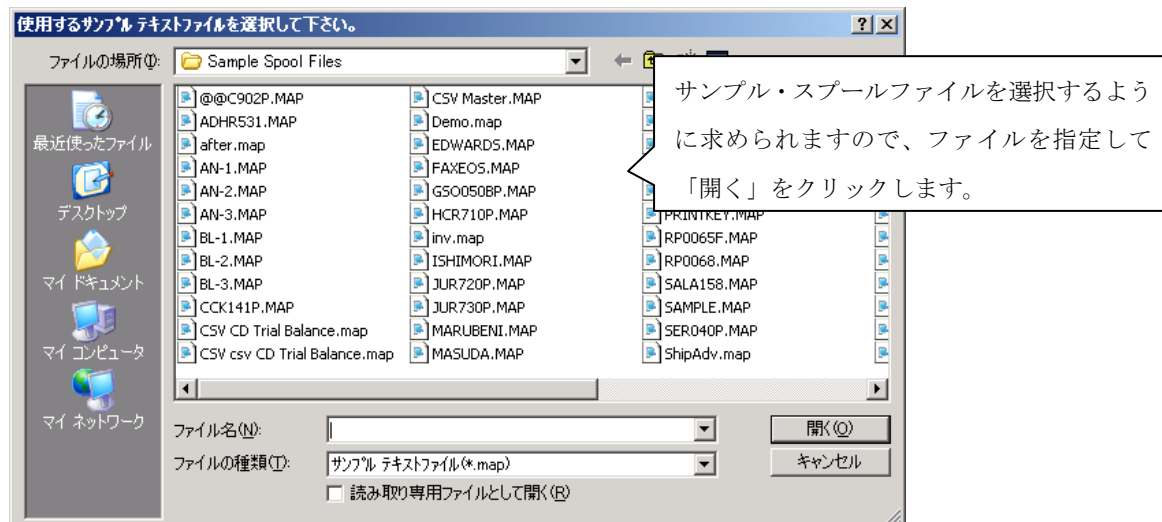 使用するサンプル テキストファイルを選択して下さい。
ファイルの場所(I):
Sample Spool Files
サンプル・スプールファイルを選択するよう
に求められますので、ファイルを指定して
「開く」をクリックします。
最近使ったファイル
デスクトップ
マイ ドキュメント
マイ コンピュータ
マイ ネットワーク
@@C902P.MAP
ADHR531.MAP
after.map
AN-1.MAP
AN-2.MAP
AN-3.MAP
BL-1.MAP
BL-2.MAP
BL-3.MAP
CCK141P.MAP
CSV CD Trial Balance.map
CSV csv CD Trial Balance.map
CSV Master.MAP
Demo.map
EDWARDS.MAP
FAXEOS.MAP
GSO050BP.MAP
HCR710P.MAP
inv.map
ISHIMORI.MAP
JUR720P.MAP
JUR730P.MAP
MARUBENI.MAP
MASUDA.MAP
PRINTKEY.MAP
RP0065F.MAP
RP0068.MAP
SALA158.MAP
SAMPLE.MAP
SER040P.MAP
ShipAdv.map
ファイル名(N):
開く(O)
ファイルの種類(T):
サンプル テキストファイル(*.map)
キャンセル
読み取り専用ファイルとして開く(R)